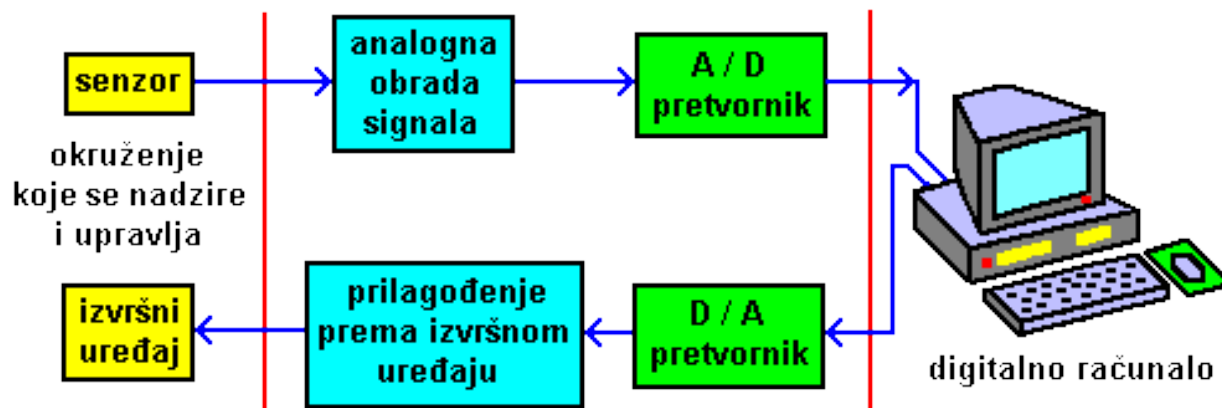 senzor
analogna
obrada
signala
A / D
pretvornik
okruženje
koje se nadzire
i upravlja
izvršni
uređaj
prilagođenje
prema izvršnom
uređaju
D / A
pretvornik
digitalno računalo